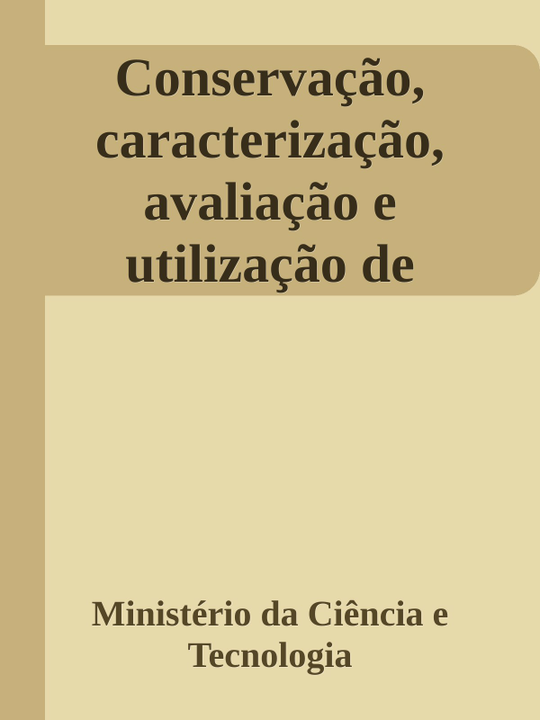 Conservação,
caracterização,
avaliação e
utilização de
Ministério da Ciência e
Tecnologia